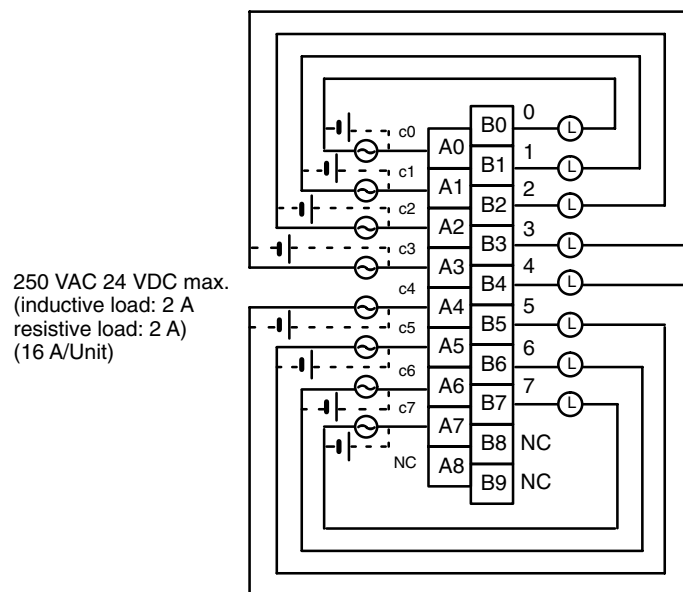 250 VAC 24 VDC max.
(inductive load: 2 A
resistive load: 2 A)
(16 A/Unit)
c0
c1
c2
c3
c4
c5
c6
c7
NC
A0
A1
A2
A3
A4
A5
A6
A7
A8
B0
B1
B2
B3
B4
B5
B6
B7
B8
B9
0
1
2
3
4
5
6
7
NC
NC
L
L
L
L
L
L
L
L